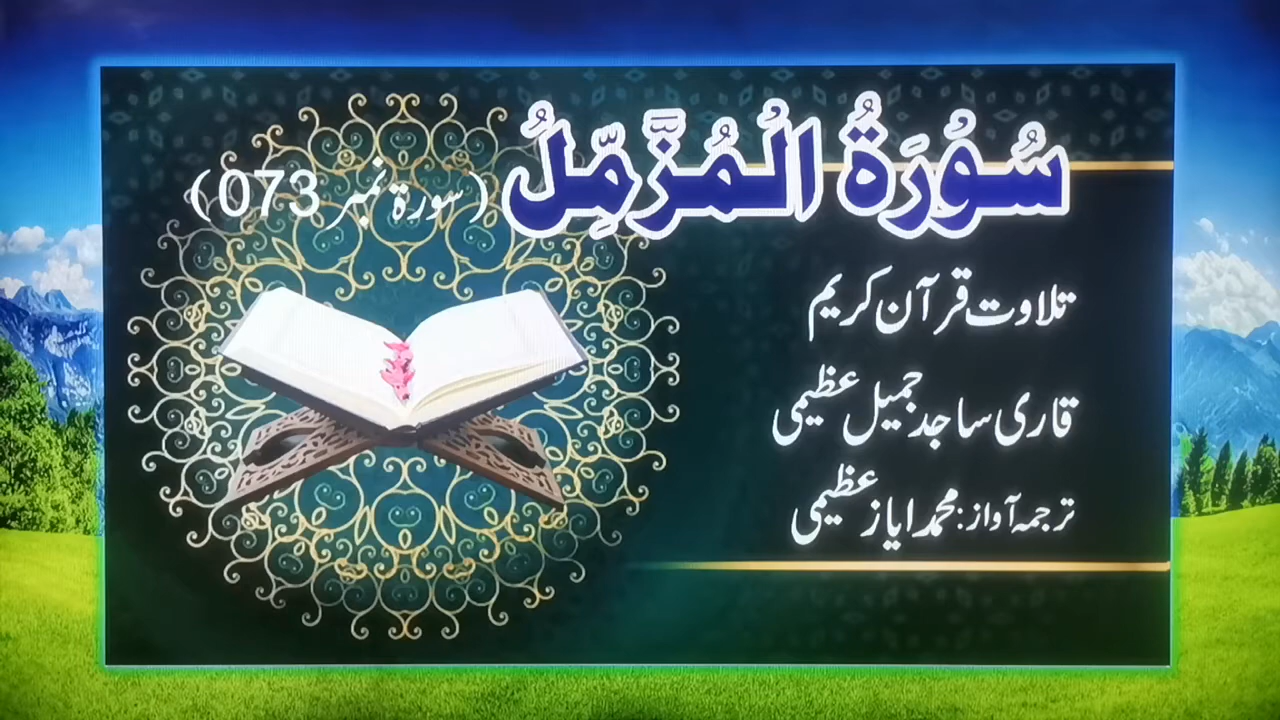 سُوْرَةُ الْمُزَّمِّلُ (سورۃ نمبر 073)
تلاوت قرآن کریم
قاری ساجد جمیل عظیمی
ترجمہ آواز: محمد ایاز عظیمی